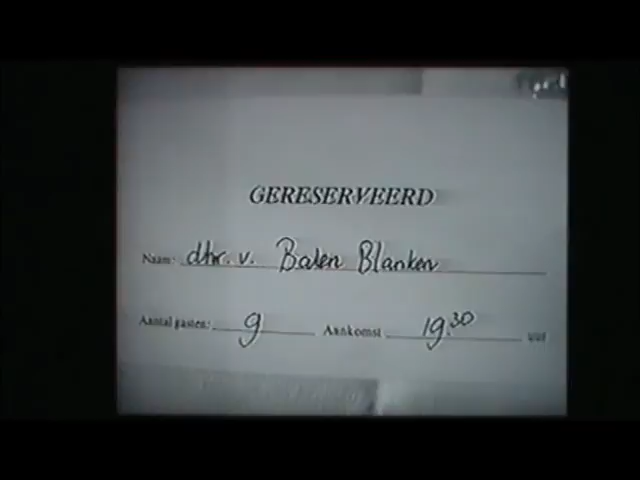 GERESERVEERD
Naam: dhr. v. Balen Blanken
Aantal gasten: 9 Aankomst 19.30 uur